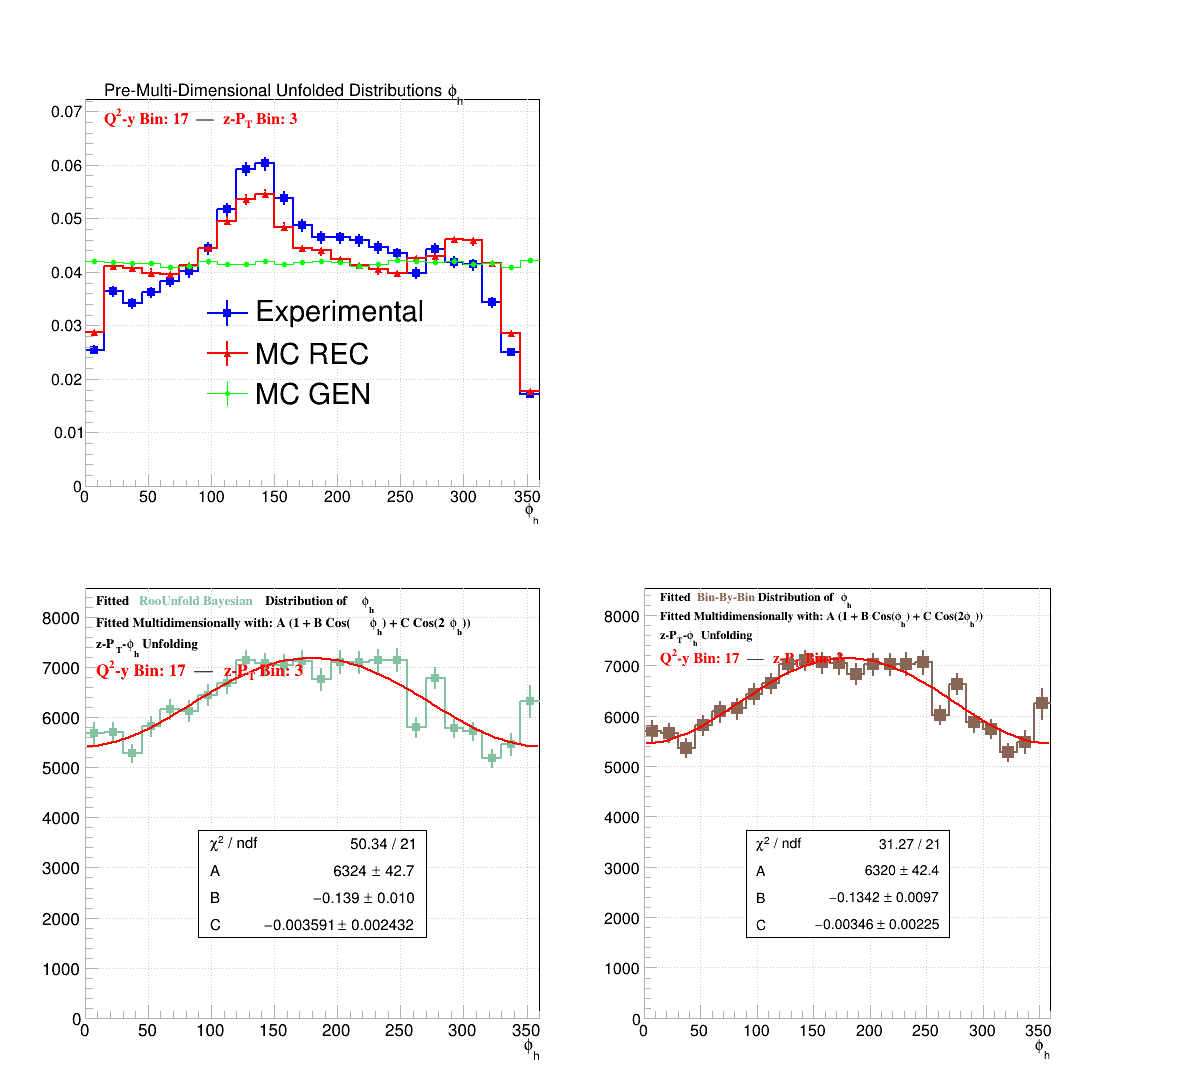 Pre-Multi-Dimensional Unfolded Distributions ϕh
Q²-y Bin: 17 — z-PT Bin: 3
0.07
0.06
0.05
0.04
0.03
0.02
0.01
0
Experimental
MC REC
MC GEN
0 50 100 150 200 250 300 350
ϕh
Fitted RooUnfold Bayesian Distribution of ϕh
Fitted Multidimensionally with: A (1 + B Cos( ϕh) + C Cos(2 ϕh))
z-PT-ϕh Unfolding
Q²-y Bin: 17 — z-PT Bin: 3
8000
7000
6000
5000
4000
3000
2000
1000
0
χ² / ndf 50.34 / 21
A 6324 ± 42.7
B −0.139 ± 0.010
C −0.003591 ± 0.002432
0 50 100 150 200 250 300 350
ϕh
Fitted Bin-By-Bin Distribution of ϕh
Fitted Multidimensionally with: A (1 + B Cos(ϕh) + C Cos(2ϕh))
z-PT-ϕh Unfolding
Q²-y Bin: 17 — z-PT Bin: 3
8000
7000
6000
5000
4000
3000
2000
1000
0
χ² / ndf 31.27 / 21
A 6320 ± 42.4
B −0.1342 ± 0.0097
C −0.00346 ± 0.00225
0 50 100 150 200 250 300 350
ϕh